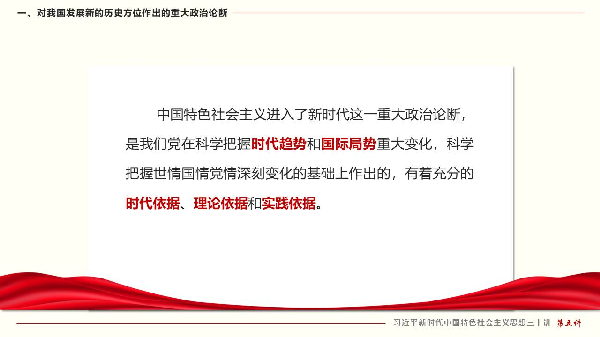 一、对我国发展新的历史方位作出的重大政治论断
中国特色社会主义进入了新时代这一重大政治论断，
是我们党在科学把握时代趋势和国际局势重大变化，科学
把握世情国情党情深刻变化的基础上作出的，有着充分的
时代依据、理论依据和实践依据。
习近平新时代中国特色社会主义思想三十讲 第五讲